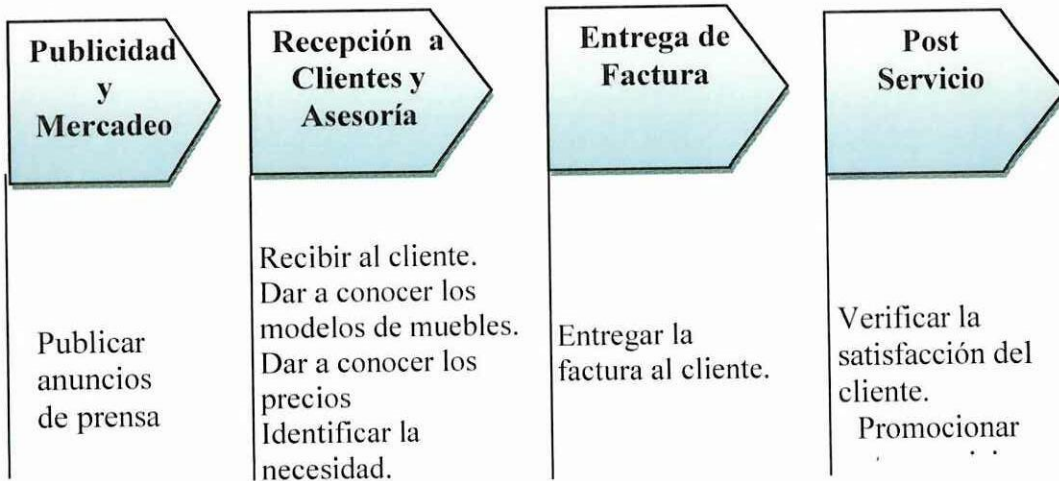 Publicidad
y
Mercadeo
Recepción a
Clientes y
Asesoría
Entrega de
Factura
Post
Servicio
Publicar
anuncios
de prensa
Recibir al cliente.
Dar a conocer los
modelos de muebles.
Dar a conocer los
precios
Identificar la
necesidad.
Entregar la
factura al cliente.
Verificar la
satisfacción del
cliente.
Promocionar